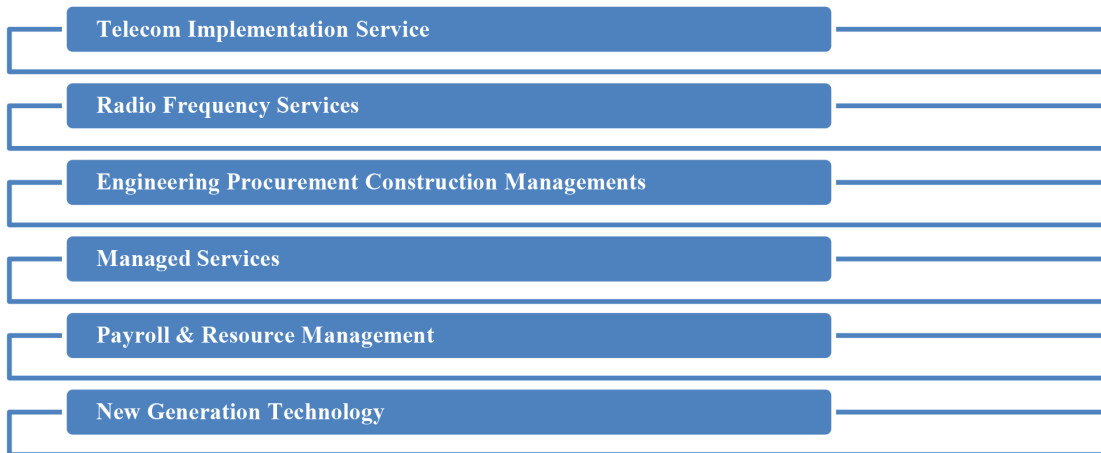 Telecom Implementation Service
Radio Frequency Services
Engineering Procurement Construction Managements
Managed Services
Payroll & Resource Management
New Generation Technology